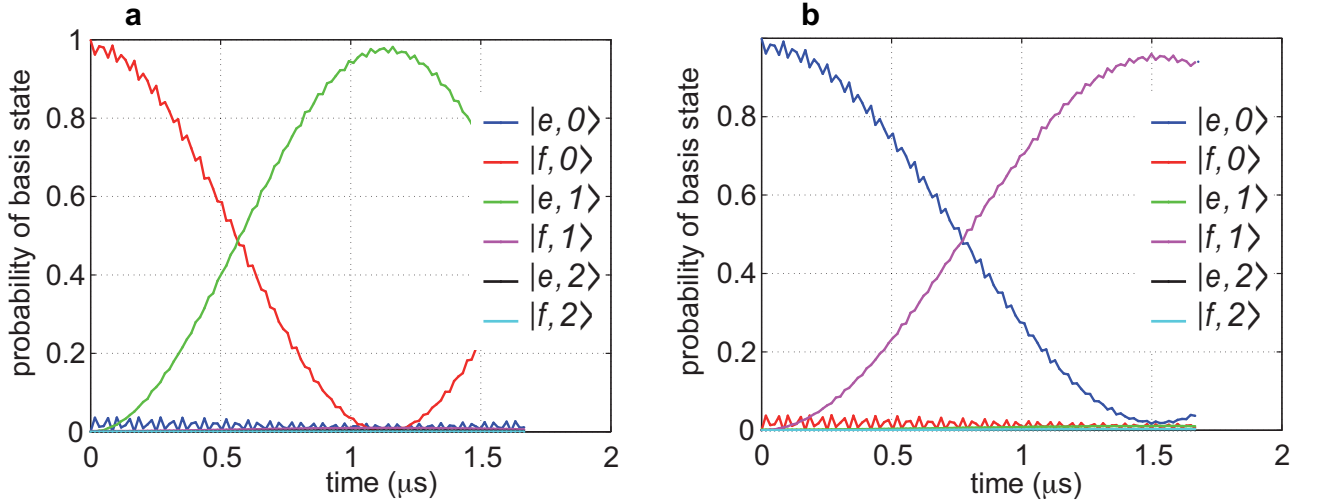 a
probability of basis state
1
0.8
0.6
0.4
0.2
0
0
0.5
1
1.5
2
time (μs)
|e,0>
|f,0>
|e,1>
|f,1>
|e,2>
|f,2>
b
probability of basis state
0.8
0.6
0.4
0.2
0
0
0.5
1
1.5
2
time (μs)
|e,0>
|f,0>
|e,1>
|f,1>
|e,2>
|f,2>